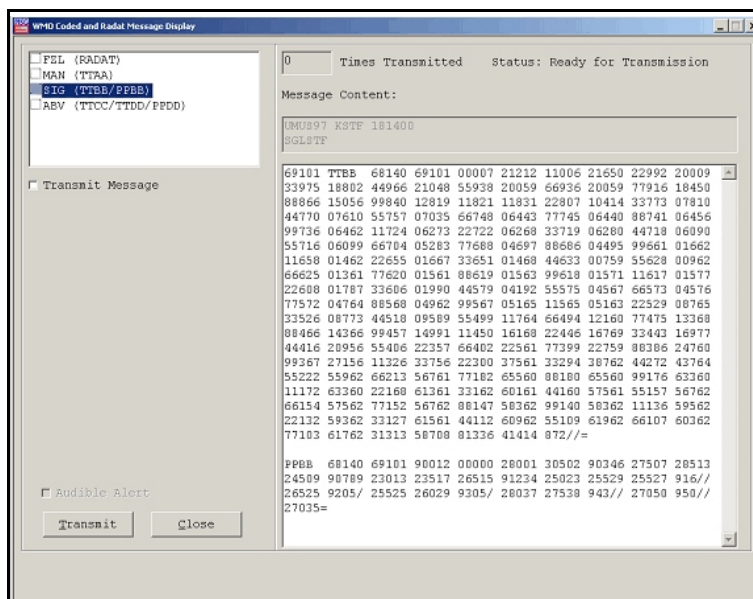 WMO Coded and Radat Message Display
FZL (RADAT)
MAN (TTAA)
SIG (TTBB/PPBB)
ABV (TTCC/TTDD/PPDD)
Transmit Message
Audible Alert
Transmit
Close
0 Times Transmitted Status: Ready for Transmission
Message Content:
UMUS97 KSTF 181400
SGLSTF
69101 TTBB 68140 69101 00007 21212 11006 21650 22992 20009
33975 18802 44966 21048 55938 20059 66936 20059 77916 18450
88866 15056 99840 12819 11821 11831 22807 10414 33773 07810
44770 07610 55757 07035 66748 06443 77745 06440 88741 06456
99736 06462 11724 06273 22722 06268 33719 06280 44718 06090
55716 06099 66704 05283 77688 04697 88686 04495 99661 01662
11658 01462 22655 01667 33651 01468 44633 00759 55628 00962
66625 01361 77620 01561 88619 01563 99618 01571 11617 01577
22608 01787 33606 01990 44579 04192 55575 04567 66573 04576
77572 04764 88568 04962 99567 05165 11565 05163 22529 08765
33526 08773 44518 09589 55499 11764 66494 12160 77475 13368
88466 14366 99457 14991 11450 16168 22446 16769 33443 16977
44416 20956 55406 22357 66402 22561 77399 22759 88386 24760
99367 27156 11326 33756 22300 37561 33294 38762 44272 43764
55222 55962 66213 56761 77182 65560 88180 65560 99176 63360
11172 63360 22168 61361 33162 60161 44160 57561 55157 56762
66154 57562 77152 56762 88147 58362 99140 58362 11136 59562
22132 59362 33127 61561 44112 60962 55109 61962 66107 60362
77103 61762 31313 58708 81336 41414 872//=
PPBB 68140 69101 90012 00000 28001 30502 90346 27507 28513
24509 90789 23013 23517 26515 91234 25023 25529 25527 916//
26525 9205/ 25525 26029 9305/ 28037 27538 943// 27050 950//
27035=